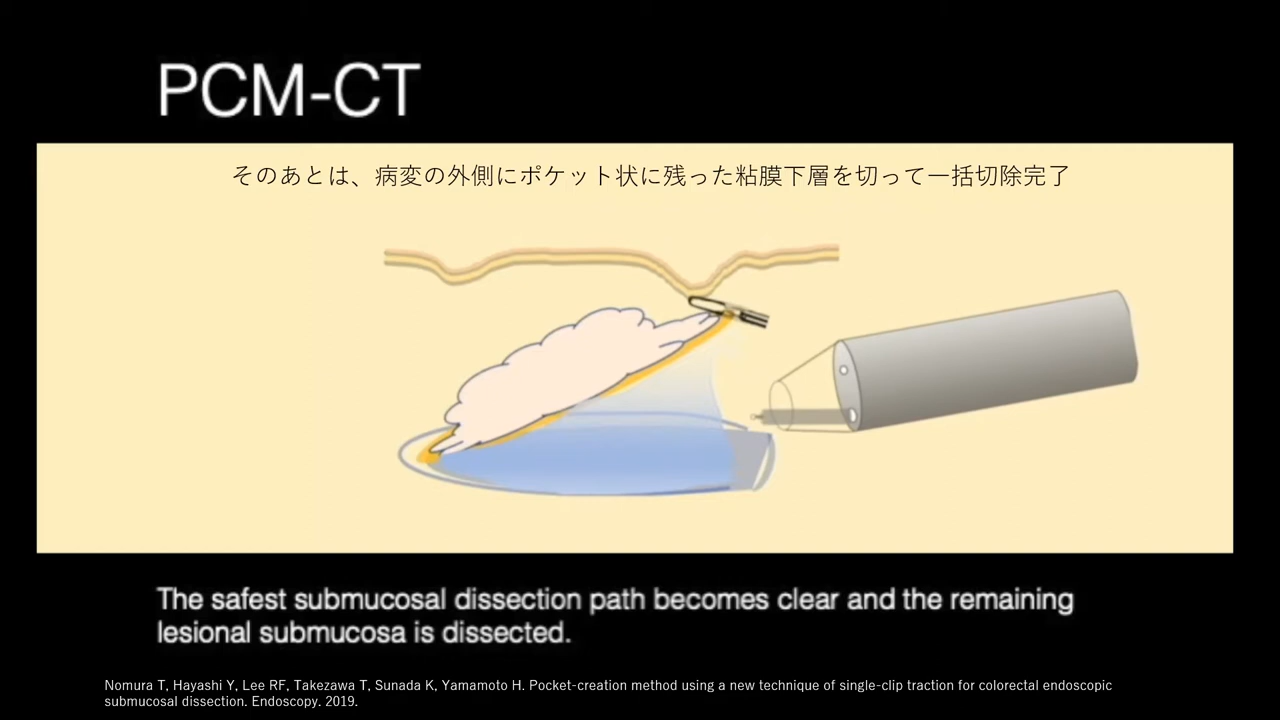 PCM-CT
そのあとは、病変の外側にポケット状に残った粘膜下層を切って一括切除完了
The safest submucosal dissection path becomes clear and the remaining
lesional submucosa is dissected.
Nomura T, Hayashi Y, Lee RF, Takezawa T, Sunada K, Yamamoto H. Pocket-creation method using a new technique of single-clip traction for colorectal endoscopic
submucosal dissection. Endoscopy. 2019.